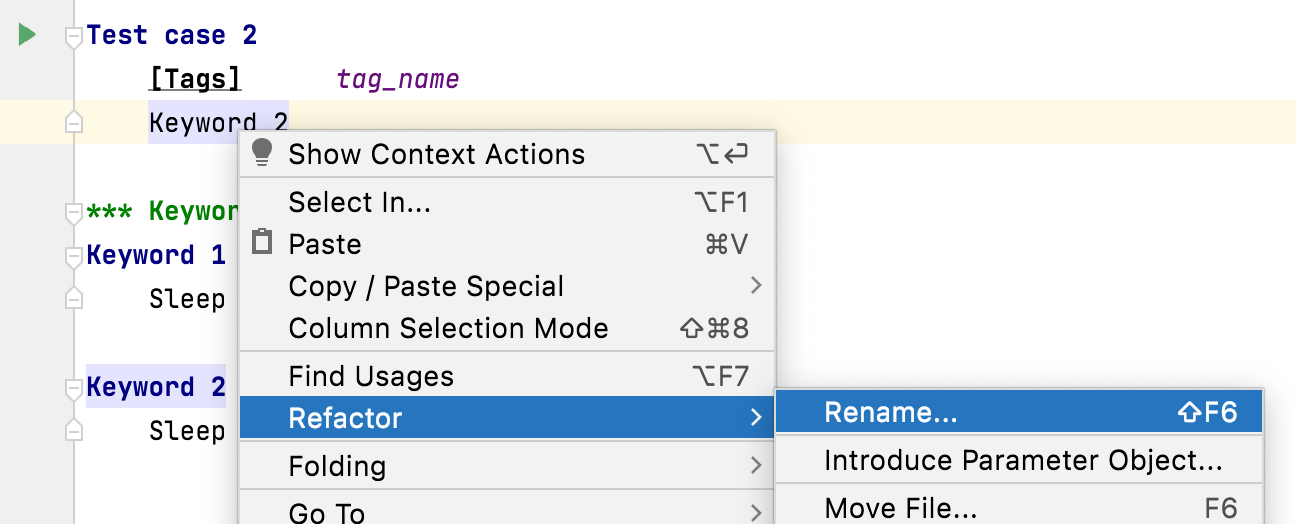 Test case 2
[Tags] tag_name
Keyword 2
Show Context Actions ⌥⏎
Select In... ⌥F1
*** Keywor
Paste ⌘V
Keyword 1
Copy / Paste Special
Sleep
Column Selection Mode ⇧⌘8
Find Usages ⌥F7
Keyword 2
Refactor
Rename... ⇧F6
Sleep
Folding
Introduce Parameter Object...
Go To
Move File... F6